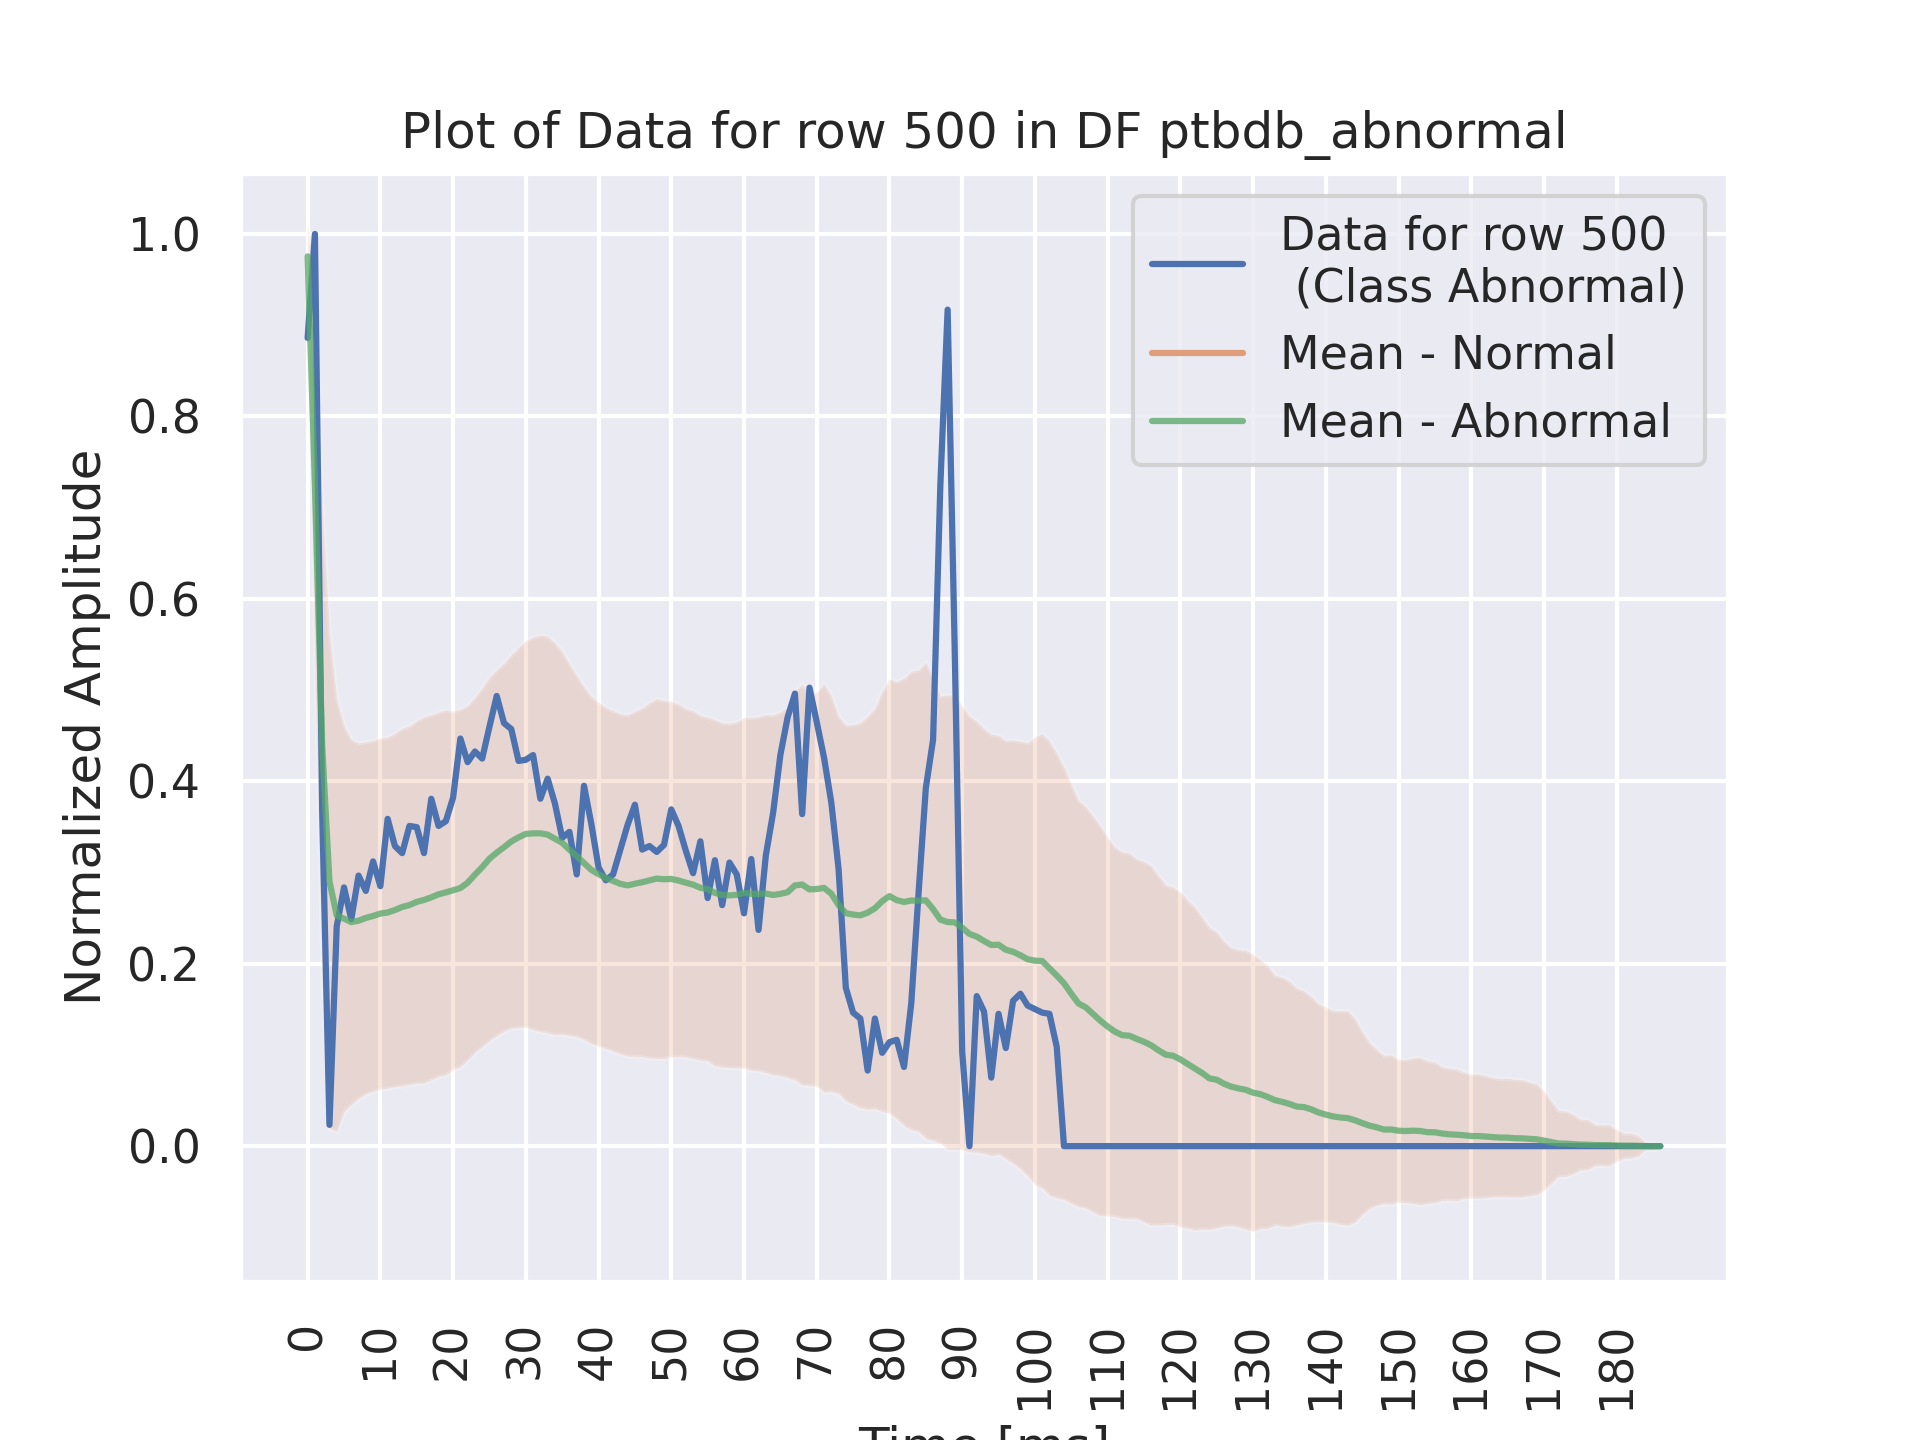 Plot of Data for row 500 in DF ptbdb_abnormal
Data for row 500
(Class Abnormal)
Mean - Normal
Mean - Abnormal
Normalized Amplitude
1.0
0.8
0.6
0.4
0.2
0.0
0 10 20 30 40 50 60 70 80 90 100 110 120 130 140 150 160 170 180
Time [ms]